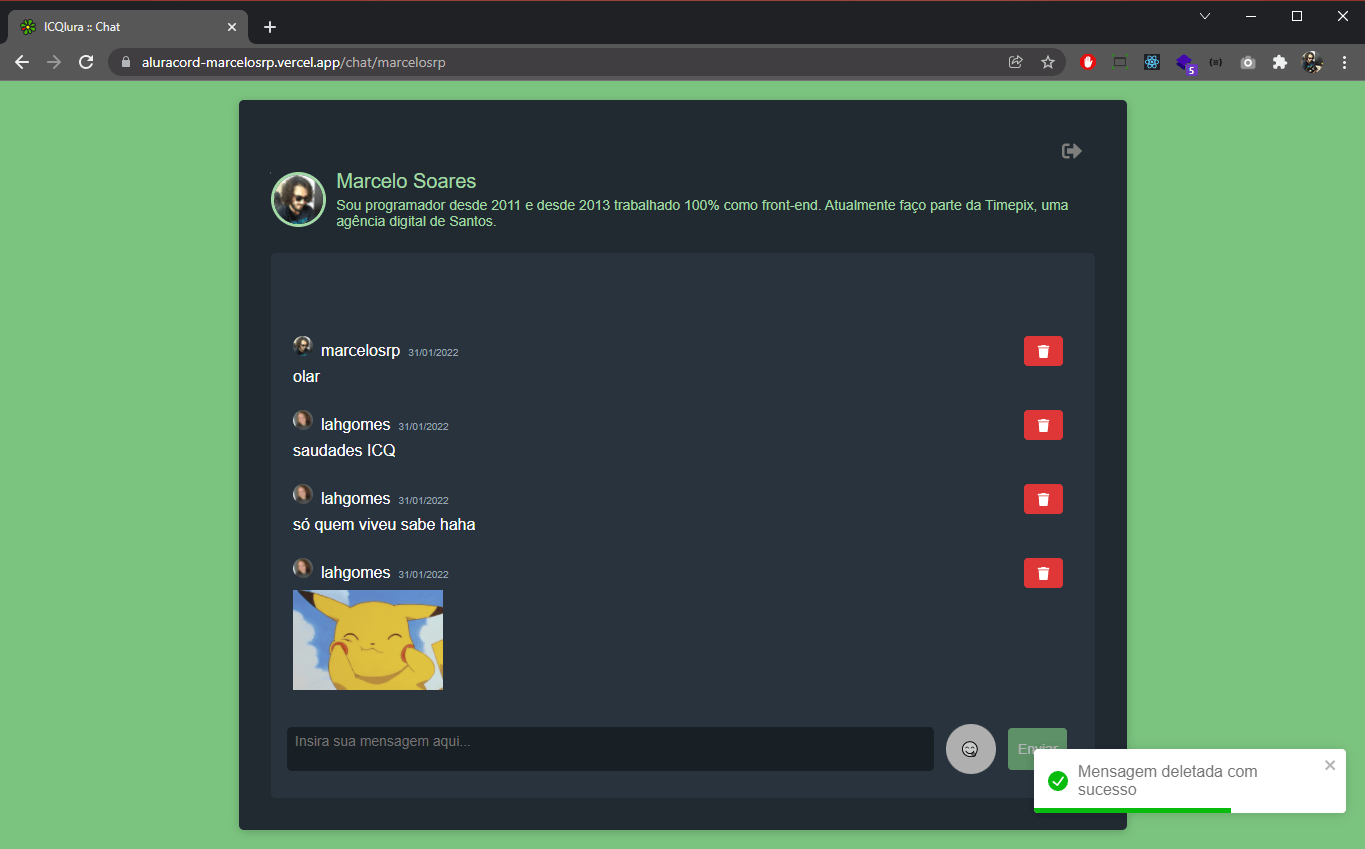 ICQlura :: Chat
aluracord-marcelosrp.vercel.app/chat/marcelosrp
5
Marcelo Soares
Sou programador desde 2011 e desde 2013 trabalhado 100% como front-end. Atualmente faço parte da Timepix, uma
agência digital de Santos.
marcelosrp 31/01/2022
olar
lahgomes 31/01/2022
saudades ICQ
lahgomes 31/01/2022
só quem viveu sabe haha
lahgomes 31/01/2022
Insira sua mensagem aqui...
Enviar
Mensagem deletada com
sucesso